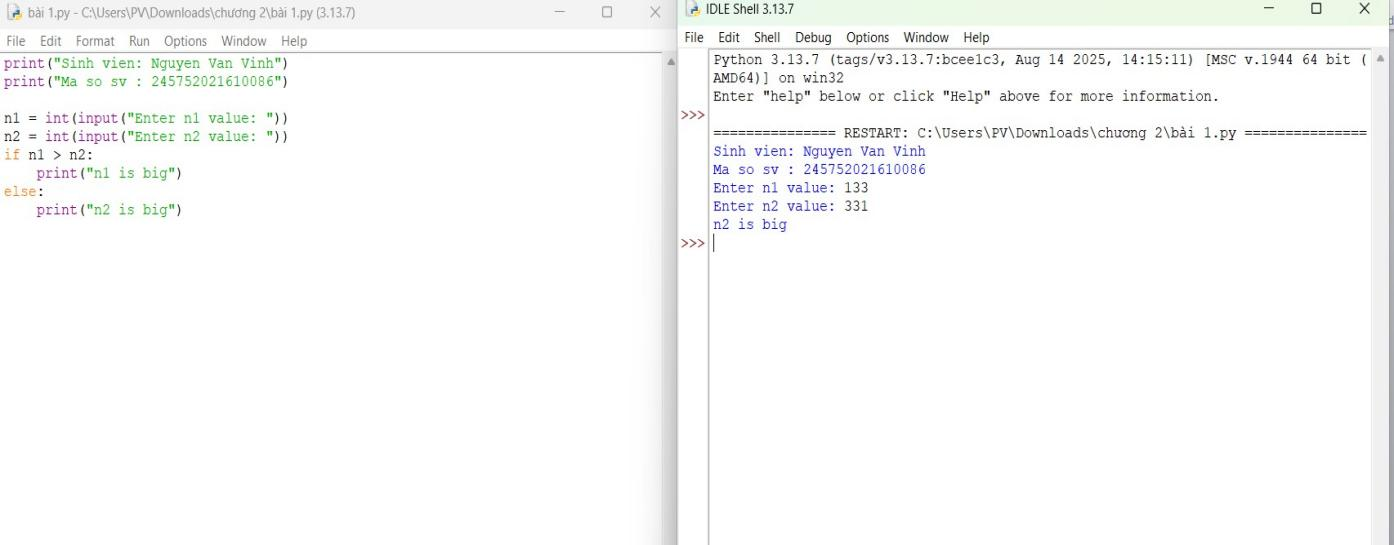 bài 1.py - C:\Users\PV\Downloads\chương 2\bài 1.py (3.13.7)
File Edit Format Run Options Window Help
print("Sinh vien: Nguyen Van Vinh")
print("Ma so sv : 245752021610086")
n1 = int(input("Enter n1 value: "))
n2 = int(input("Enter n2 value: "))
if n1 > n2:
    print("n1 is big")
else:
    print("n2 is big")
IDLE Shell 3.13.7
File Edit Shell Debug Options Window Help
Python 3.13.7 (tags/v3.13.7:bcee1c3, Aug 14 2025, 14:15:11) [MSC v.1944 64 bit (
AMD64)] on win32
Enter "help" below or click "Help" above for more information.
>>>
=============== RESTART: C:\Users\PV\Downloads\chương 2\bài 1.py ===============
Sinh vien: Nguyen Van Vinh
Ma so sv : 245752021610086
Enter n1 value: 133
Enter n2 value: 331
n2 is big
>>>